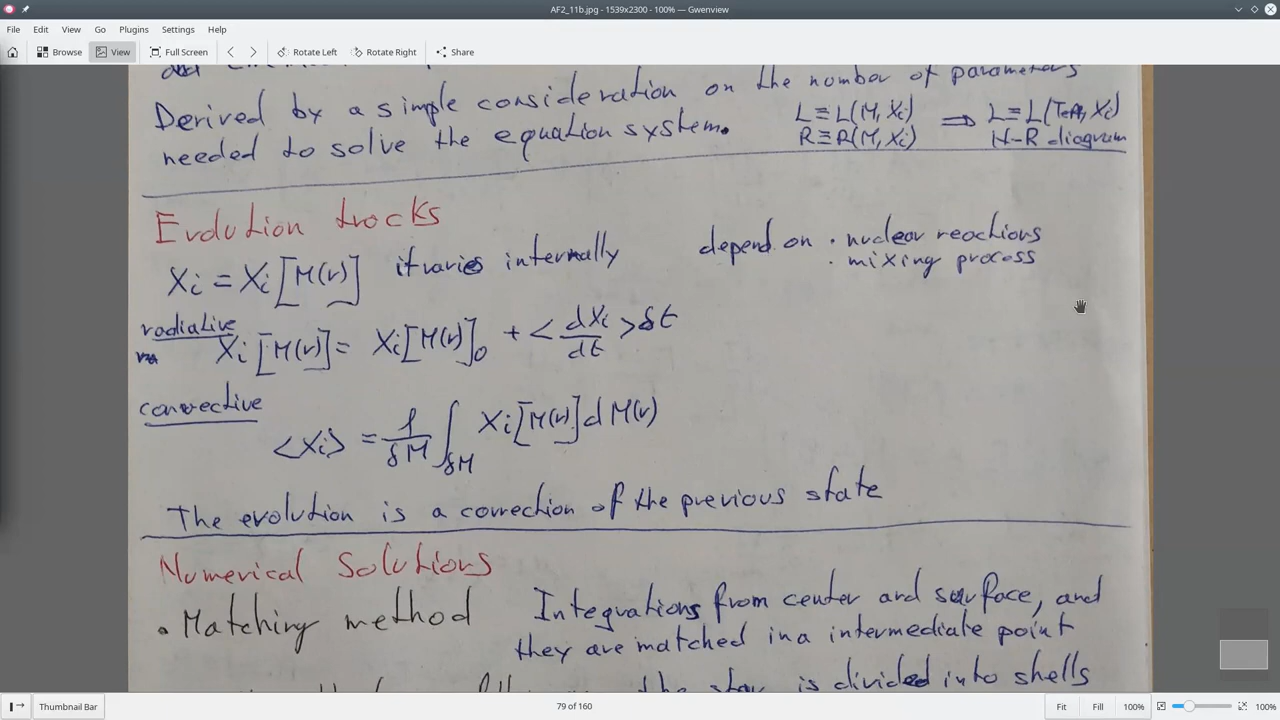 AF2_11b.jpg - 1539x2300 - 100% — Gwenview
File Edit View Go Plugins Settings Help
Browse View Full Screen Rotate Left Rotate Right Share
on the number of parameters
Derived by a simple consideration
needed to solve the equation system.
L≡L(M,Xi) ⟹ L≡L(Teff,Xi)
R≡R(M,Xi) H-R diagram
Evolution tracks
Xi = Xi[M(r)] it varies internally depend on · nuclear reactions
· mixing process
radiative
Xi[M(r)] = Xi[M(r)]₀ + <dXi/dt>δt
convective
<Xi> = 1/δM ∫δM Xi[M(r)]dM(r)
The evolution is a correction of the previous state
Numerical Solutions
• Matching method Integrations from center and surface, and
they are matched in a intermediate point
the star is divided into shells
Thumbnail Bar 79 of 160 Fit Fill 100% 100%